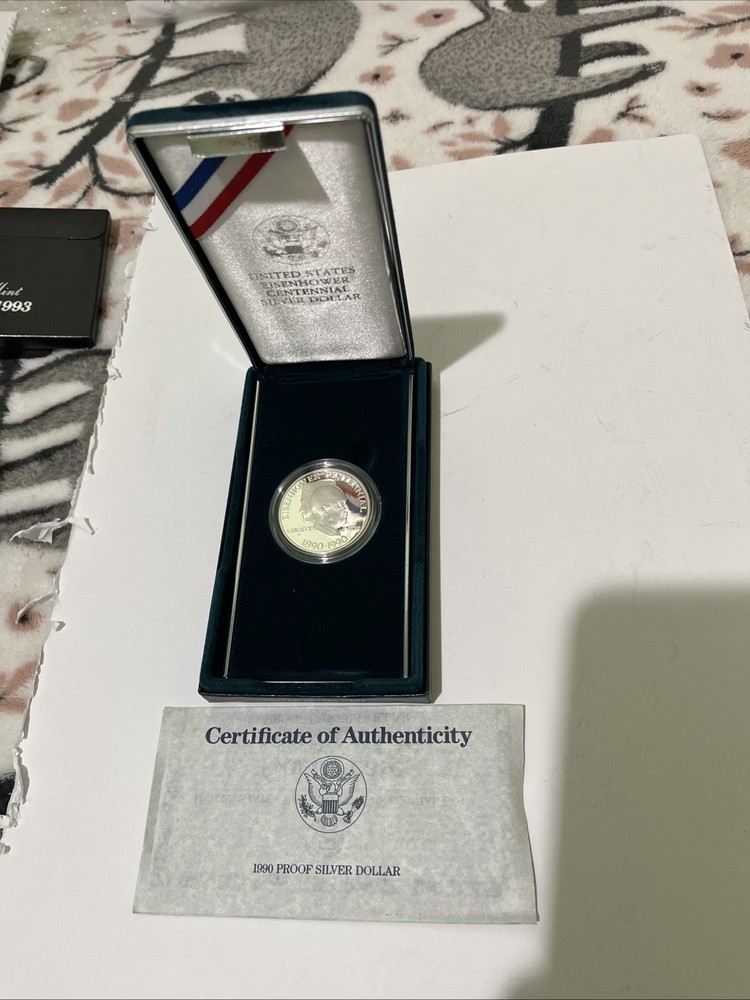 UNITED STATES
EISENHOWER
CENTENNIAL
SILVER DOLLAR
Mint
1993
EISENHOWER CENTENNIAL
LIBERTY
1890-1990
Certificate of Authenticity
1990 PROOF SILVER DOLLAR